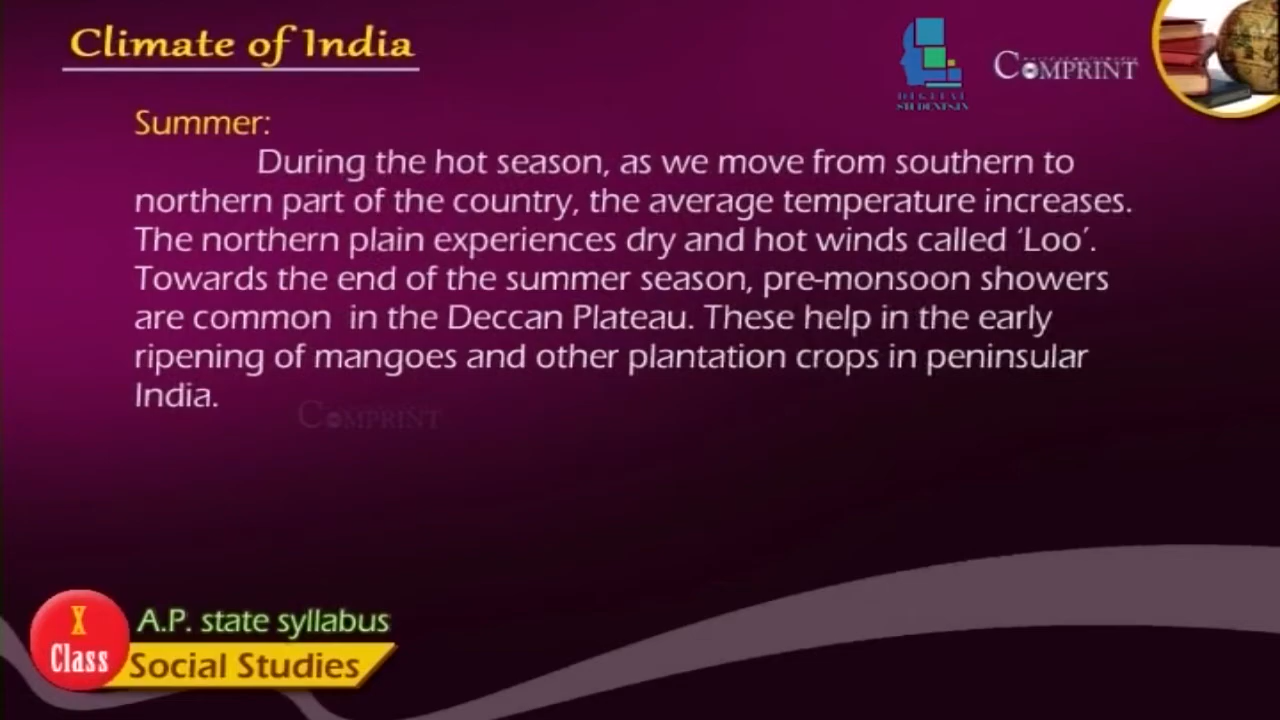 Climate of India
COMPRINT
Summer:
During the hot season, as we move from southern to
northern part of the country, the average temperature increases.
The northern plain experiences dry and hot winds called ‘Loo’.
Towards the end of the summer season, pre-monsoon showers
are common in the Deccan Plateau. These help in the early
ripening of mangoes and other plantation crops in peninsular
India.
COMPRINT
X
Class
A.P. state syllabus
Social Studies